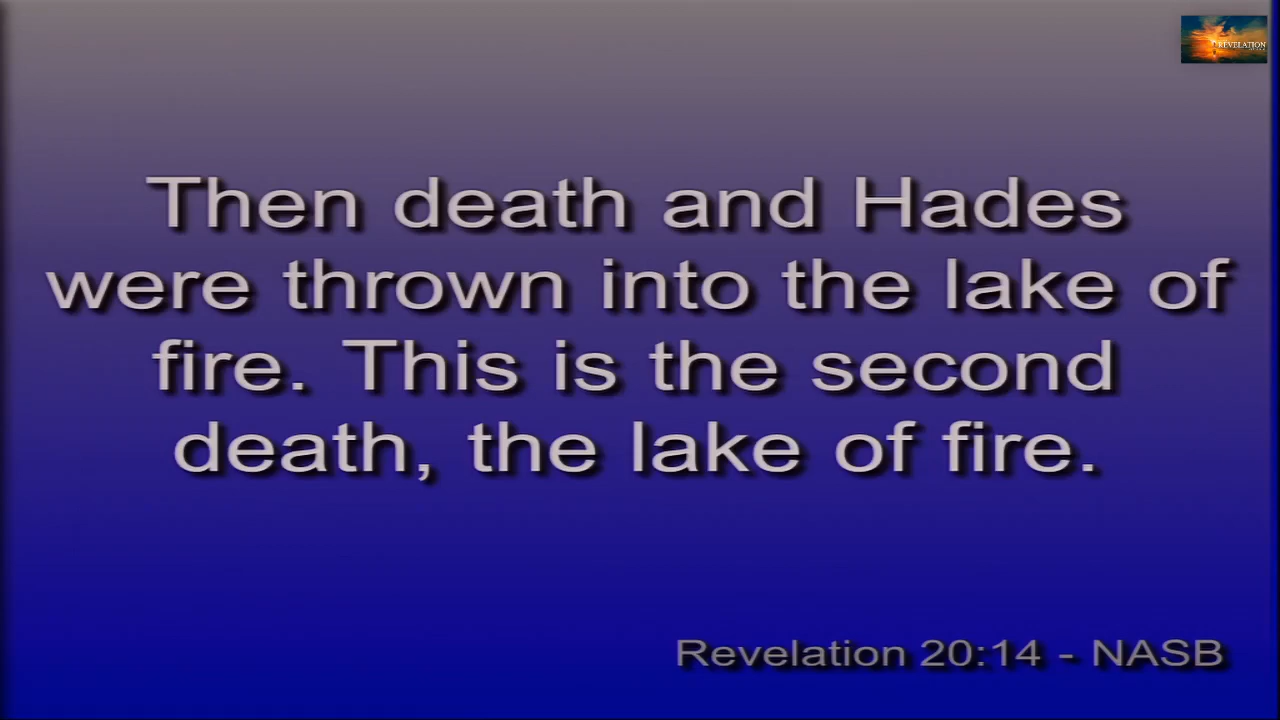 REVELATION
Then death and Hades
were thrown into the lake of
fire. This is the second
death, the lake of fire.
Revelation 20:14 - NASB